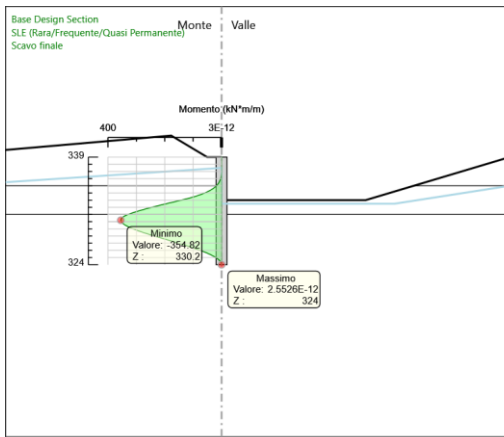 Base Design Section
SLE (Rara/Frequente/Quasi Permanente)
Scavo finale
Monte
Valle
Momento (kN*m/m)
400
3E-12
339
324
Minimo
Valore: -354.82
Z : 330.2
Massimo
Valore: 2.5526E-12
Z : 324